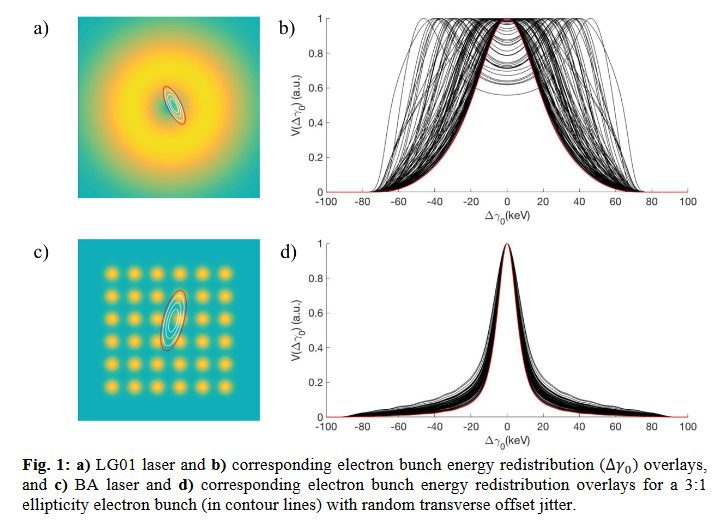 a)
b)
V(Δγ₀) (a.u.)
1
0.8
0.6
0.4
0.2
0
-100 -80 -60 -40 -20 0 20 40 60 80 100
Δγ₀(keV)
c)
d)
V(Δγ₀) (a.u.)
1
0.8
0.6
0.4
0.2
0
-100 -80 -60 -40 -20 0 20 40 60 80 100
Δγ₀(keV)
Fig. 1: a) LG01 laser and b) corresponding electron bunch energy redistribution (Δγ₀) overlays,
and c) BA laser and d) corresponding electron bunch energy redistribution overlays for a 3:1
ellipticity electron bunch (in contour lines) with random transverse offset jitter.